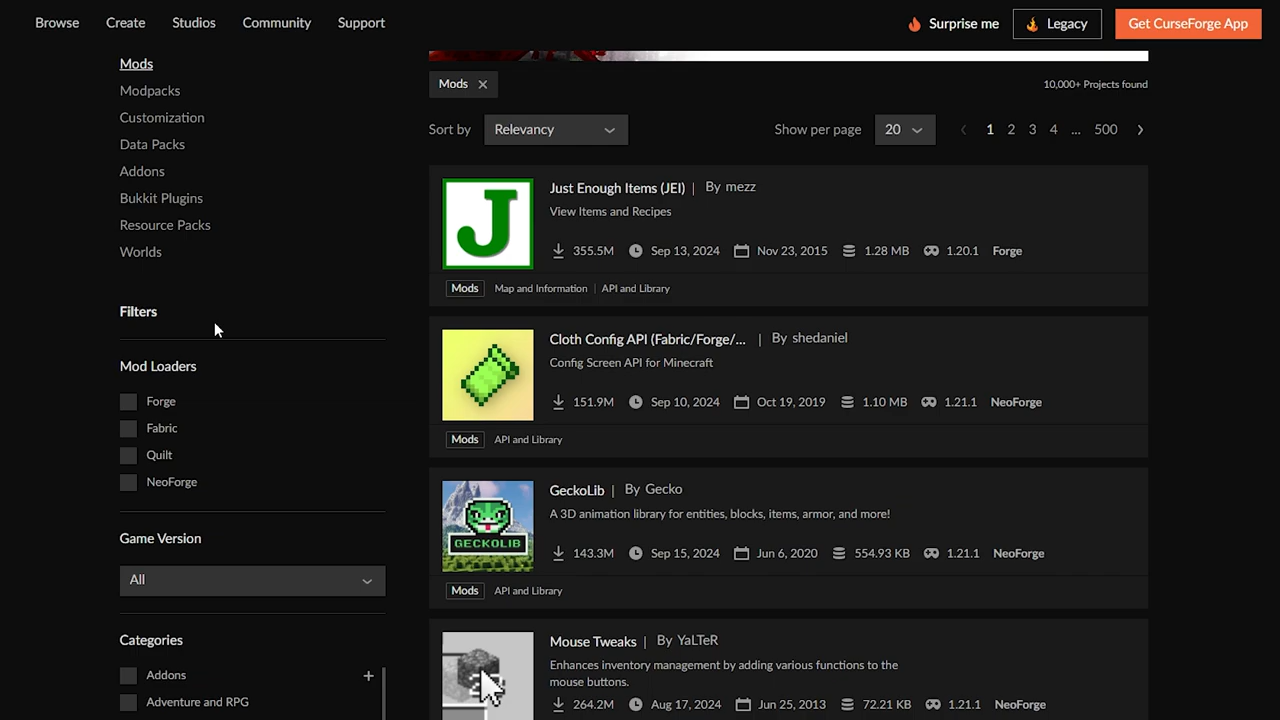 Browse Create Studios Community Support Surprise me Legacy Get CurseForge App
Mods
Modpacks
Customization
Data Packs
Addons
Bukkit Plugins
Resource Packs
Worlds
Filters
Mod Loaders
Forge
Fabric
Quilt
NeoForge
Game Version
All
Categories
Addons +
Adventure and RPG
Mods 10,000+ Projects found
Sort by Relevancy Show per page 20 1 2 3 4 ... 500
J
Just Enough Items (JEI) | By mezz
View Items and Recipes
355.5M Sep 13, 2024 Nov 23, 2015 1.28 MB 1.20.1 Forge
Mods Map and Information | API and Library
Cloth Config API (Fabric/Forge/... | By shedaniel
Config Screen API for Minecraft
151.9M Sep 10, 2024 Oct 19, 2019 1.10 MB 1.21.1 NeoForge
Mods API and Library
GECKOLIB
GeckoLib | By Gecko
A 3D animation library for entities, blocks, items, armor, and more!
143.3M Sep 15, 2024 Jun 6, 2020 554.93 KB 1.21.1 NeoForge
Mods API and Library
Mouse Tweaks | By YaLTeR
Enhances inventory management by adding various functions to the
mouse buttons.
264.2M Aug 17, 2024 Jun 25, 2013 72.21 KB 1.21.1 NeoForge